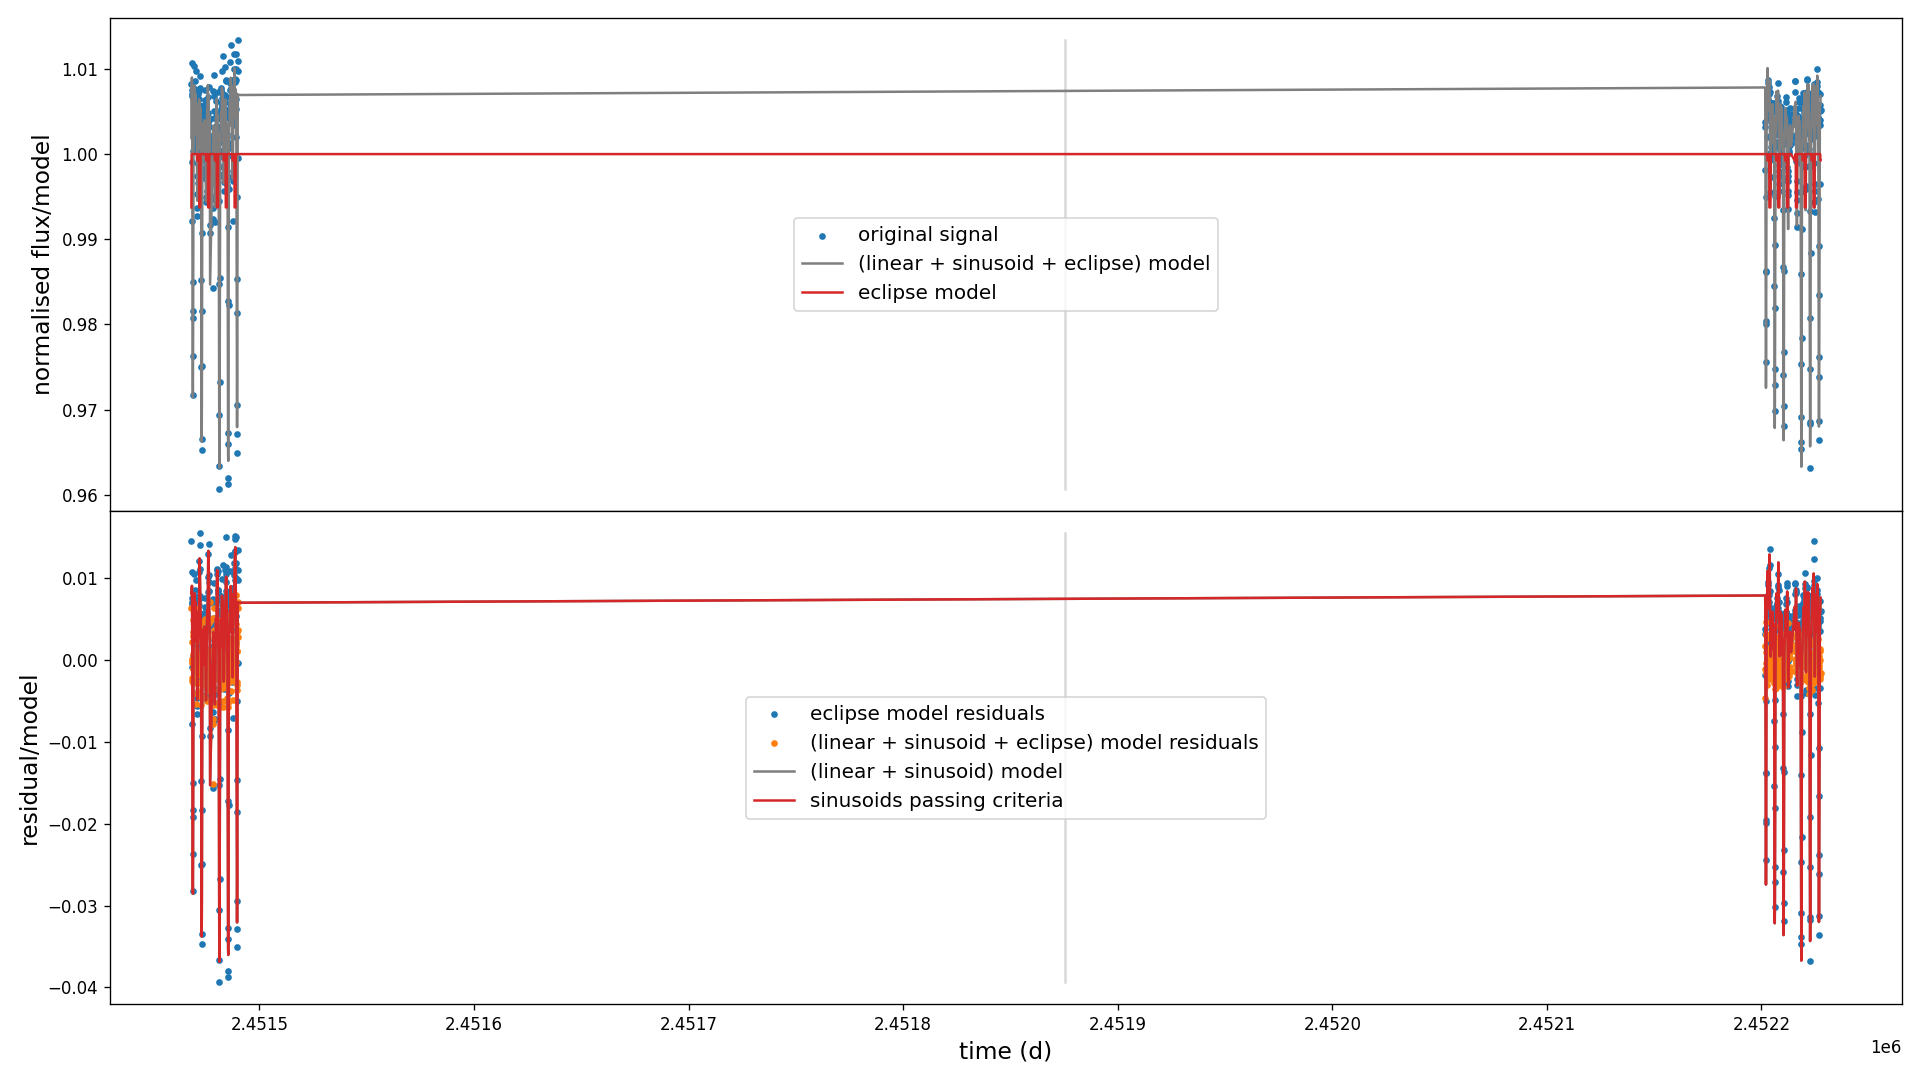 normalised flux/model
1.01
1.00
0.99
0.98
0.97
0.96
original signal
(linear + sinusoid + eclipse) model
eclipse model
residual/model
0.01
0.00
−0.01
−0.02
−0.03
−0.04
eclipse model residuals
(linear + sinusoid + eclipse) model residuals
(linear + sinusoid) model
sinusoids passing criteria
2.4515 2.4516 2.4517 2.4518 2.4519 2.4520 2.4521 2.4522
1e6
time (d)